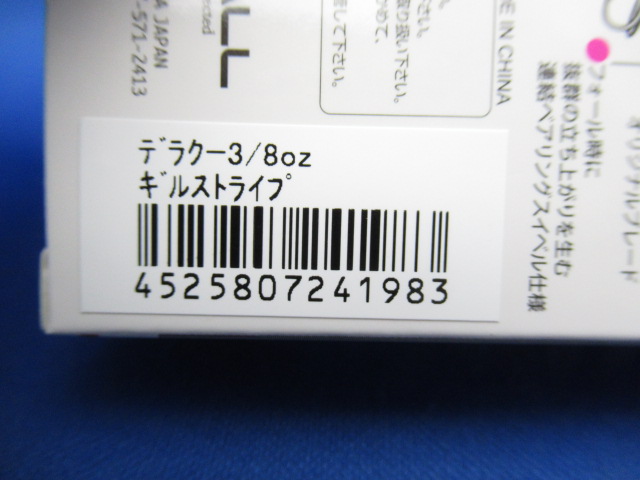 デラクー3/8oz
ギルストライプ
4525807241983
A JAPAN
-571-2413
ALL
MADE IN CHINA
フォール時に
抜群の立ち上がりを生む
連結ベアリングスイベル仕様
オリジナルブレード